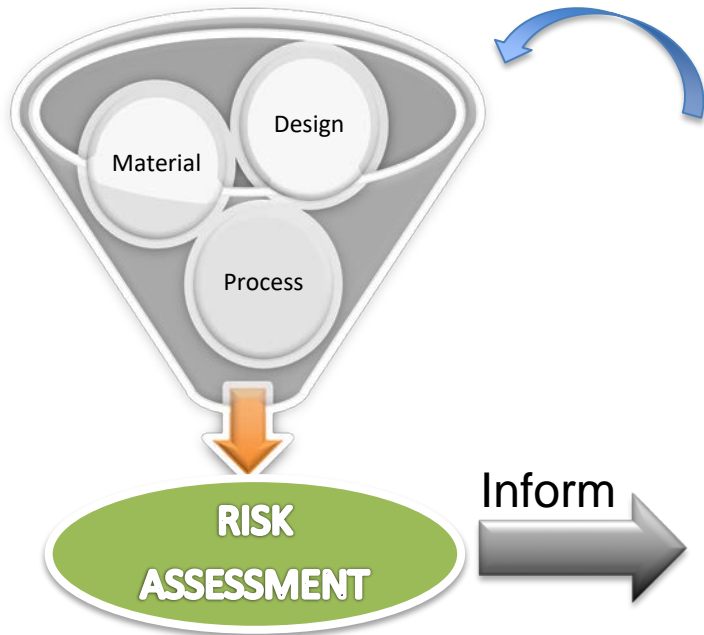 Design
Material
Process
Inform
RISK
ASSESSMENT